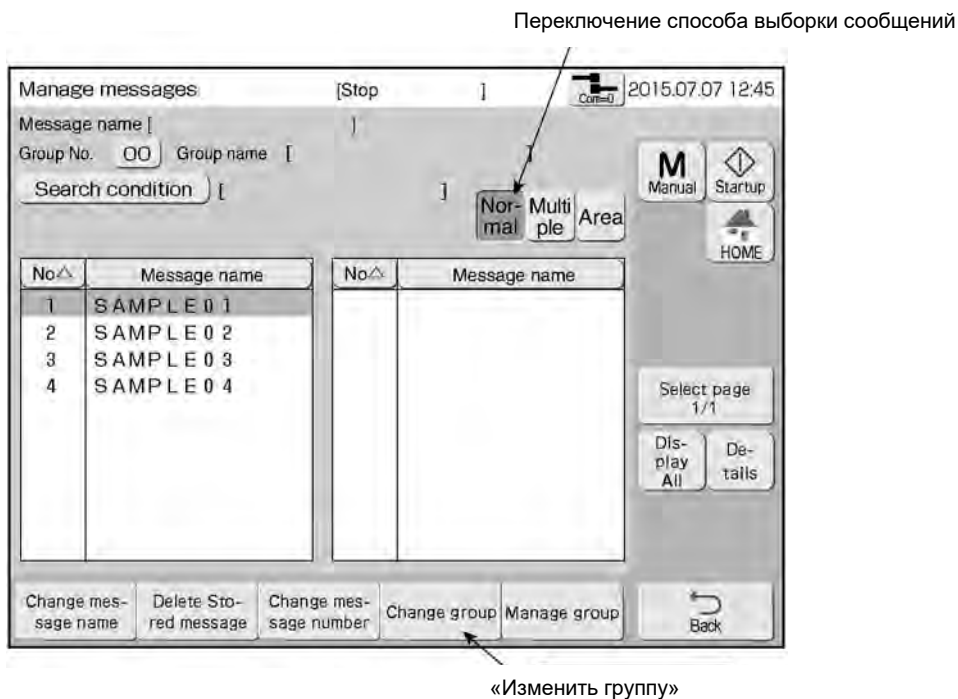 Переключение способа выборки сообщений
Manage messages [Stop ] Com=0 2015.07.07 12:45
Message name [ ]
Group No. 00 Group name [ ]
Search condition [ ]
Nor-
mal
Multi
ple
Area
M
Manual
Startup
HOME
No△ Message name No△ Message name
1 SAMPLE01
2 SAMPLE02
3 SAMPLE03
4 SAMPLE04
Select page
1/1
Dis-
play
All
De-
tails
Change mes-
sage name
Delete Sto-
red message
Change mes-
sage number
Change group
Manage group
Back
«Изменить группу»